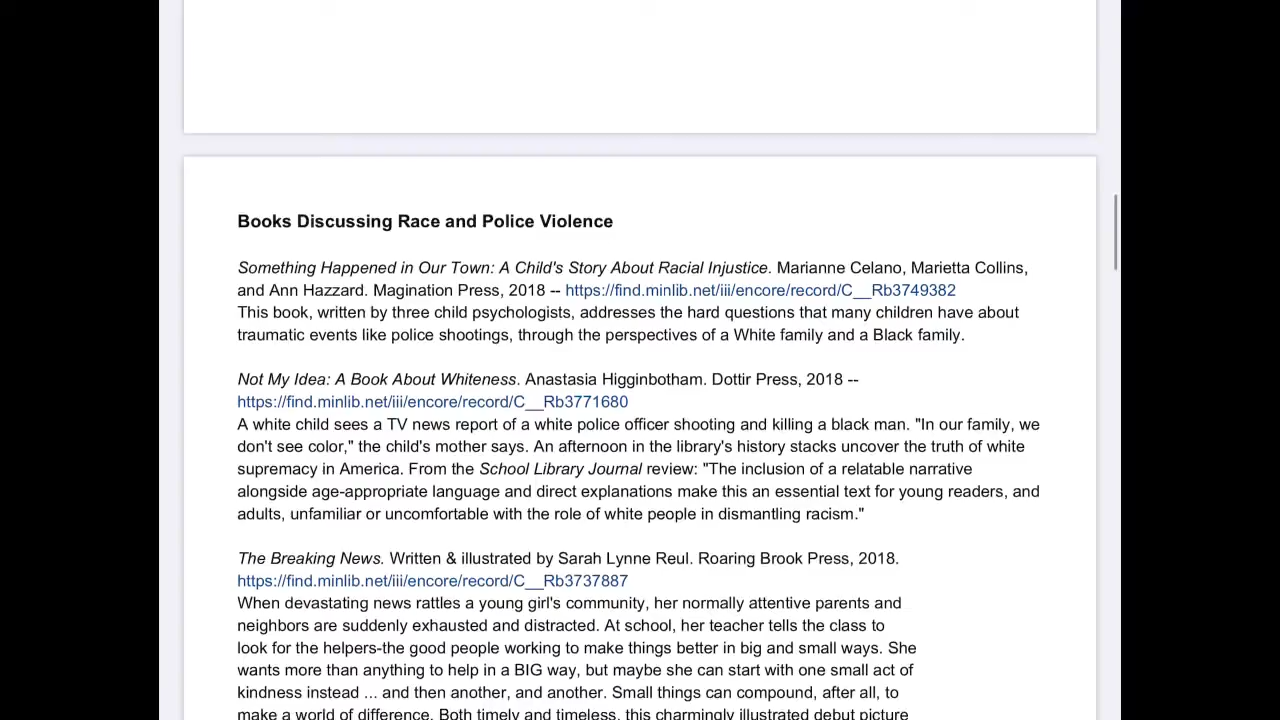 Books Discussing Race and Police Violence
Something Happened in Our Town: A Child's Story About Racial Injustice. Marianne Celano, Marietta Collins,
and Ann Hazzard. Magination Press, 2018 -- https://find.minlib.net/iii/encore/record/C__Rb3749382
This book, written by three child psychologists, addresses the hard questions that many children have about
traumatic events like police shootings, through the perspectives of a White family and a Black family.
Not My Idea: A Book About Whiteness. Anastasia Higginbotham. Dottir Press, 2018 --
https://find.minlib.net/iii/encore/record/C__Rb3771680
A white child sees a TV news report of a white police officer shooting and killing a black man. "In our family, we
don't see color," the child's mother says. An afternoon in the library's history stacks uncover the truth of white
supremacy in America. From the School Library Journal review: "The inclusion of a relatable narrative
alongside age-appropriate language and direct explanations make this an essential text for young readers, and
adults, unfamiliar or uncomfortable with the role of white people in dismantling racism."
The Breaking News. Written & illustrated by Sarah Lynne Reul. Roaring Brook Press, 2018.
https://find.minlib.net/iii/encore/record/C__Rb3737887
When devastating news rattles a young girl's community, her normally attentive parents and
neighbors are suddenly exhausted and distracted. At school, her teacher tells the class to
look for the helpers-the good people working to make things better in big and small ways. She
wants more than anything to help in a BIG way, but maybe she can start with one small act of
kindness instead ... and then another, and another. Small things can compound, after all, to
make a world of difference. Both timely and timeless, this charmingly illustrated debut picture